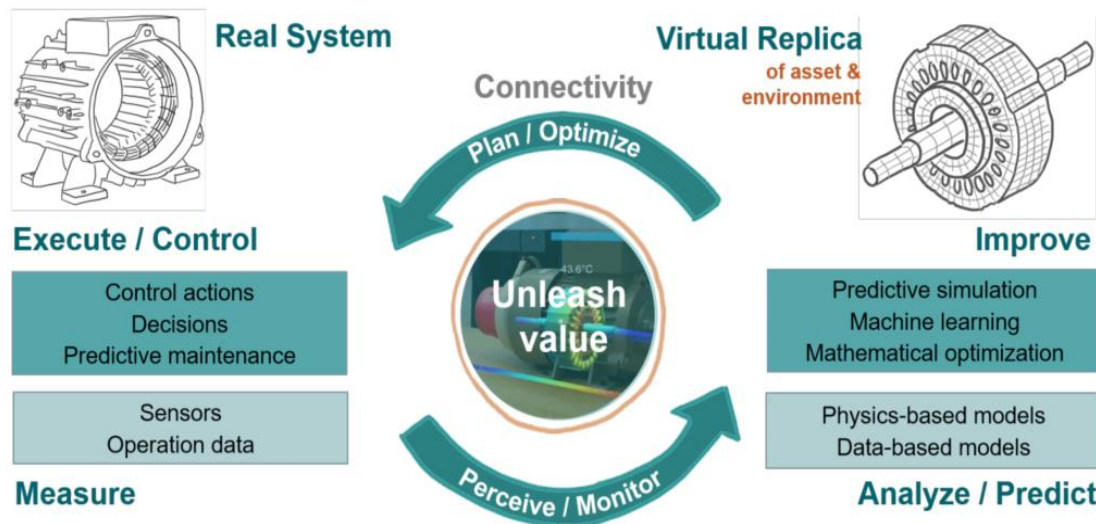 Real System
Virtual Replica
of asset &
environment
Connectivity
Plan / Optimize
Execute / Control
Improve
Control actions
Decisions
Predictive maintenance
43.6°C
Unleash
value
Predictive simulation
Machine learning
Mathematical optimization
Sensors
Operation data
Physics-based models
Data-based models
Perceive / Monitor
Measure
Analyze / Predict